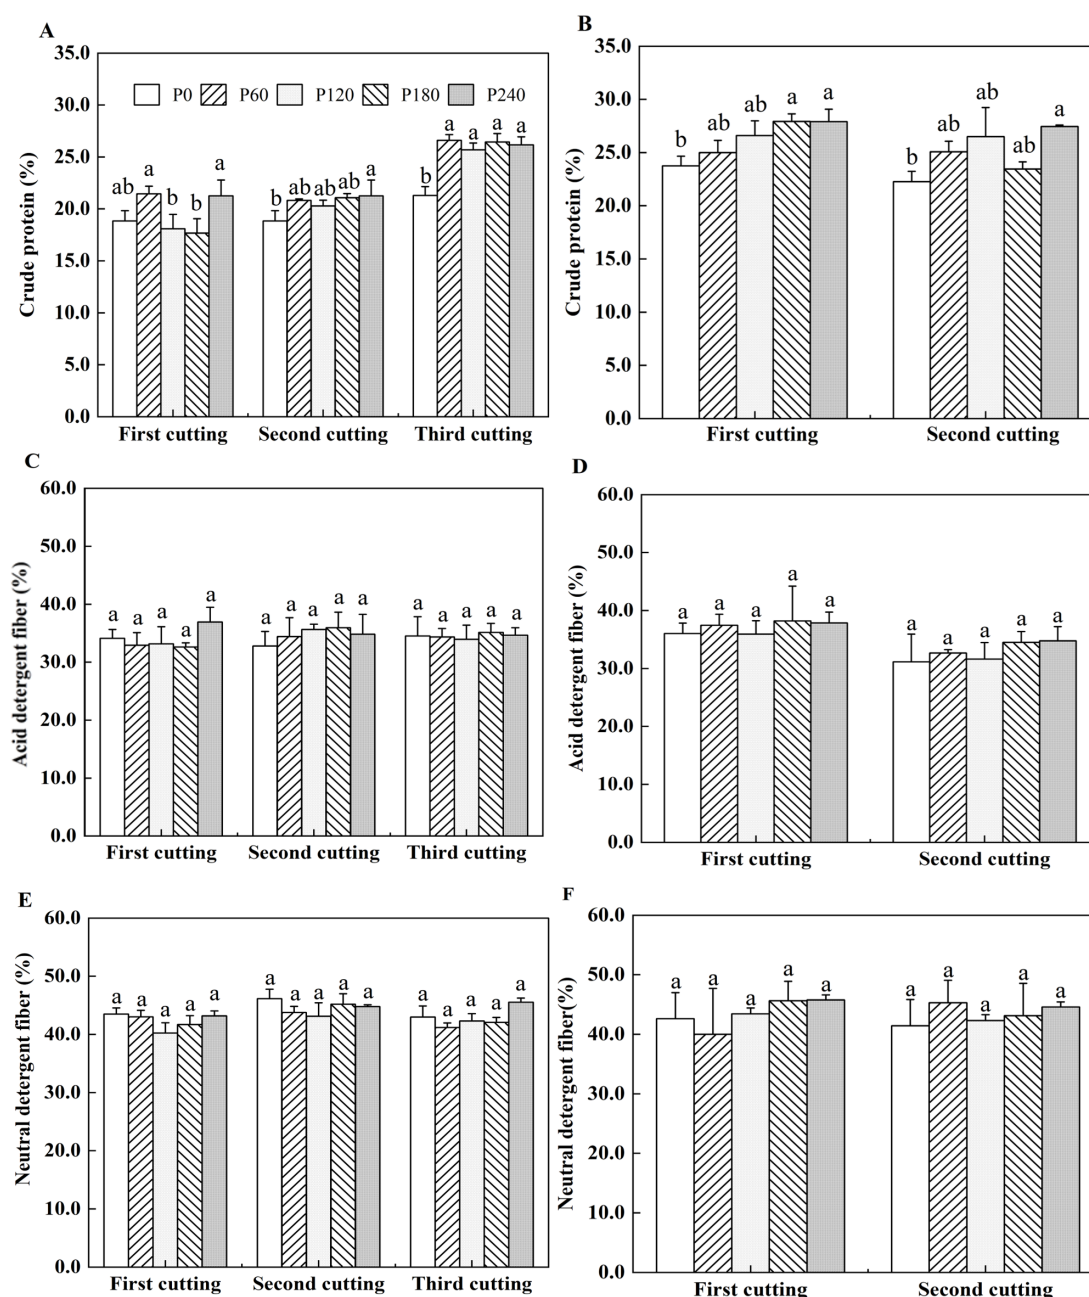 A
35.0
30.0
25.0
20.0
15.0
10.0
5.0
0.0
Crude protein (%)
P0 P60 P120 P180 P240
ab a b b a
b ab ab ab a
b a a a a
First cutting Second cutting Third cutting
B
35.0
30.0
25.0
20.0
15.0
10.0
5.0
0.0
Crude protein (%)
b ab ab a a
b ab ab ab a
First cutting Second cutting
C
60.0
50.0
40.0
30.0
20.0
10.0
0.0
Acid detergent fiber (%)
a a a a a
a a a a a
a a a a a
First cutting Second cutting Third cutting
D
60.0
50.0
40.0
30.0
20.0
10.0
0.0
Acid detergent fiber (%)
a a a a a
a a a a a
First cutting Second cutting
E
60.0
50.0
40.0
30.0
20.0
10.0
0.0
Neutral detergent fiber (%)
a a a a a
a a a a a
a a a a a
First cutting Second cutting Third cutting
F
60.0
50.0
40.0
30.0
20.0
10.0
0.0
Neutral detergent fiber(%)
a a a a a
a a a a a
First cutting Second cutting